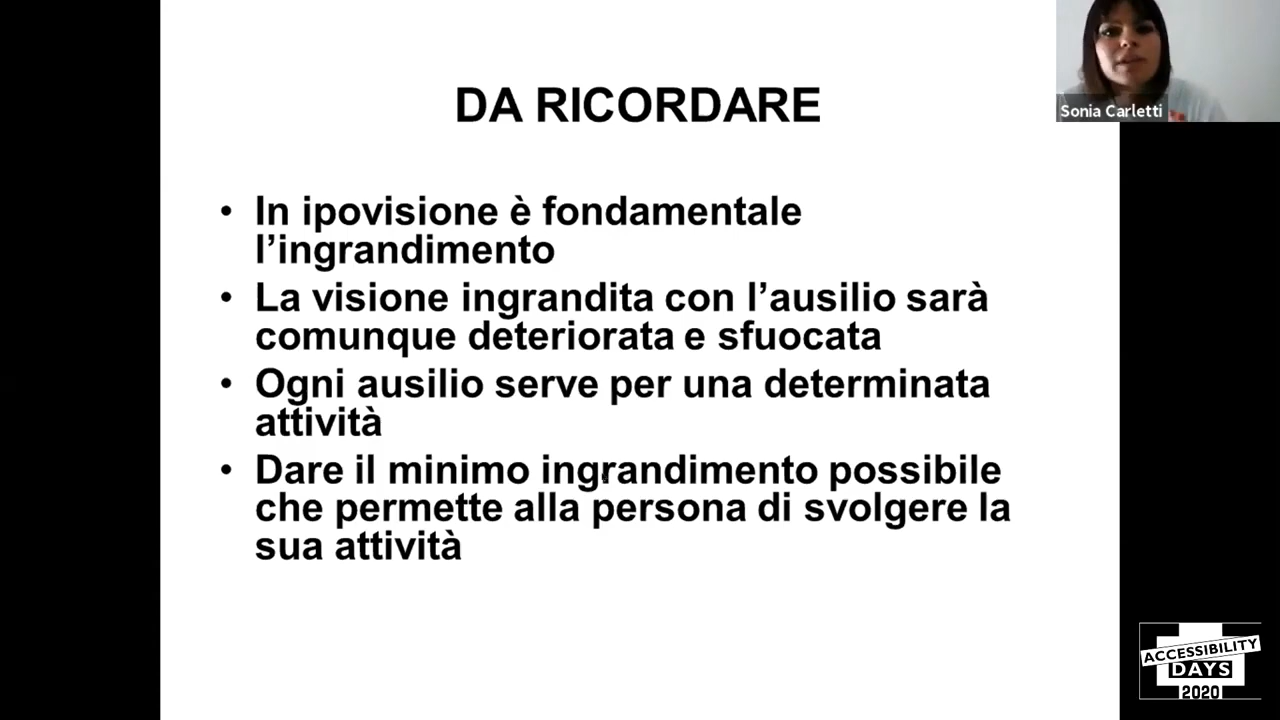 DA RICORDARE
Sonia Carletti
• In ipovisione è fondamentale
l’ingrandimento
• La visione ingrandita con l’ausilio sarà
comunque deteriorata e sfuocata
• Ogni ausilio serve per una determinata
attività
• Dare il minimo ingrandimento possibile
che permette alla persona di svolgere la
sua attività
ACCESSIBILITY
DAYS
2020